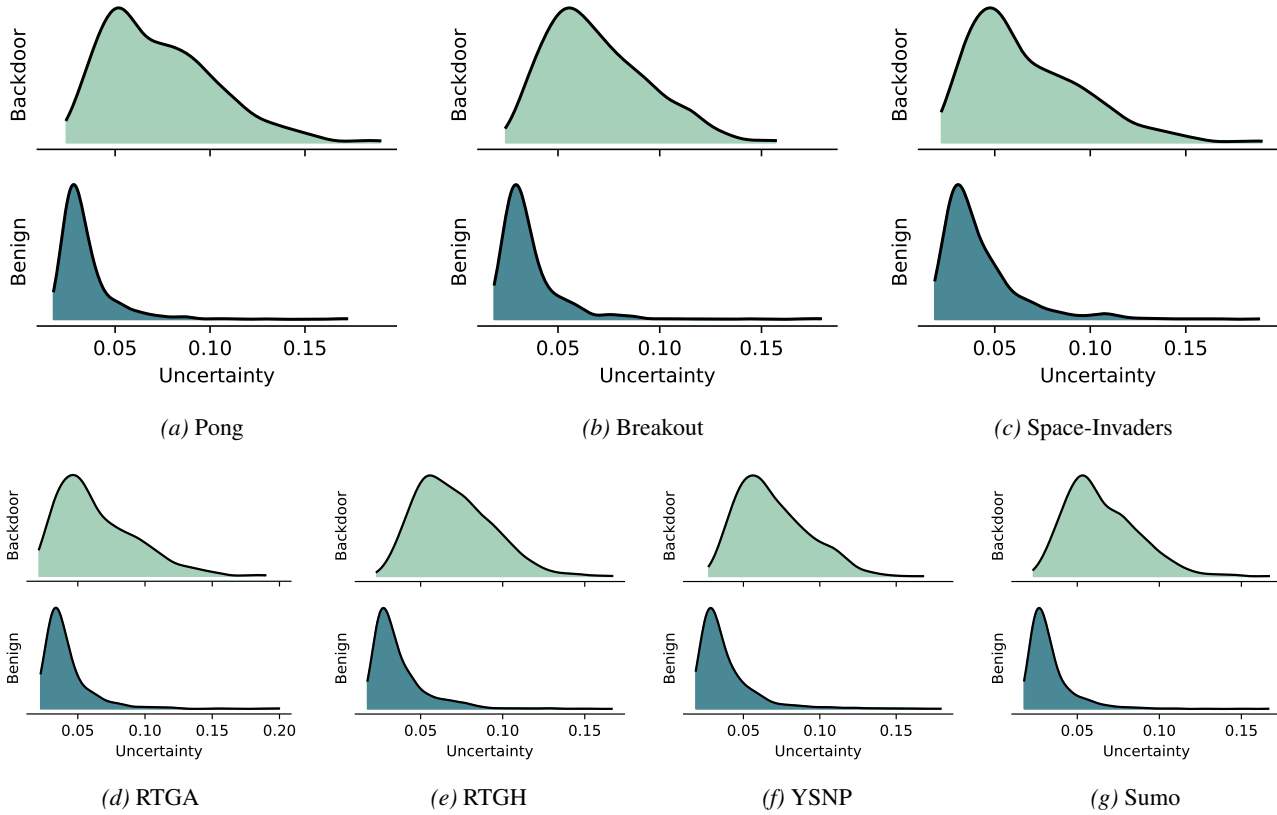 Backdoor
Backdoor
Backdoor
Benign
Benign
Benign
0.05 0.10 0.15
0.05 0.10 0.15
0.05 0.10 0.15
Uncertainty
Uncertainty
Uncertainty
(a) Pong
(b) Breakout
(c) Space-Invaders
Backdoor
Backdoor
Backdoor
Backdoor
Benign
Benign
Benign
Benign
0.05 0.10 0.15 0.20
0.05 0.10 0.15
0.05 0.10 0.15
0.05 0.10 0.15
Uncertainty
Uncertainty
Uncertainty
Uncertainty
(d) RTGA
(e) RTGH
(f) YSNP
(g) Sumo